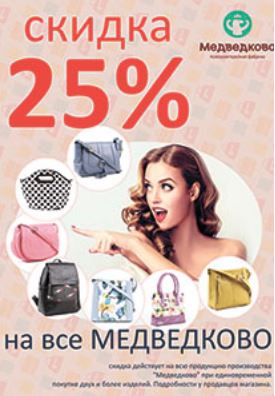 скидка
Медведково
кожгалантерейная фабрика
25%
на все МЕДВЕДКОВО
скидка действует на всю продукцию производства
"Медведково" при единовременной
покупке двух и более изделий. Подробности у продавцов магазина.